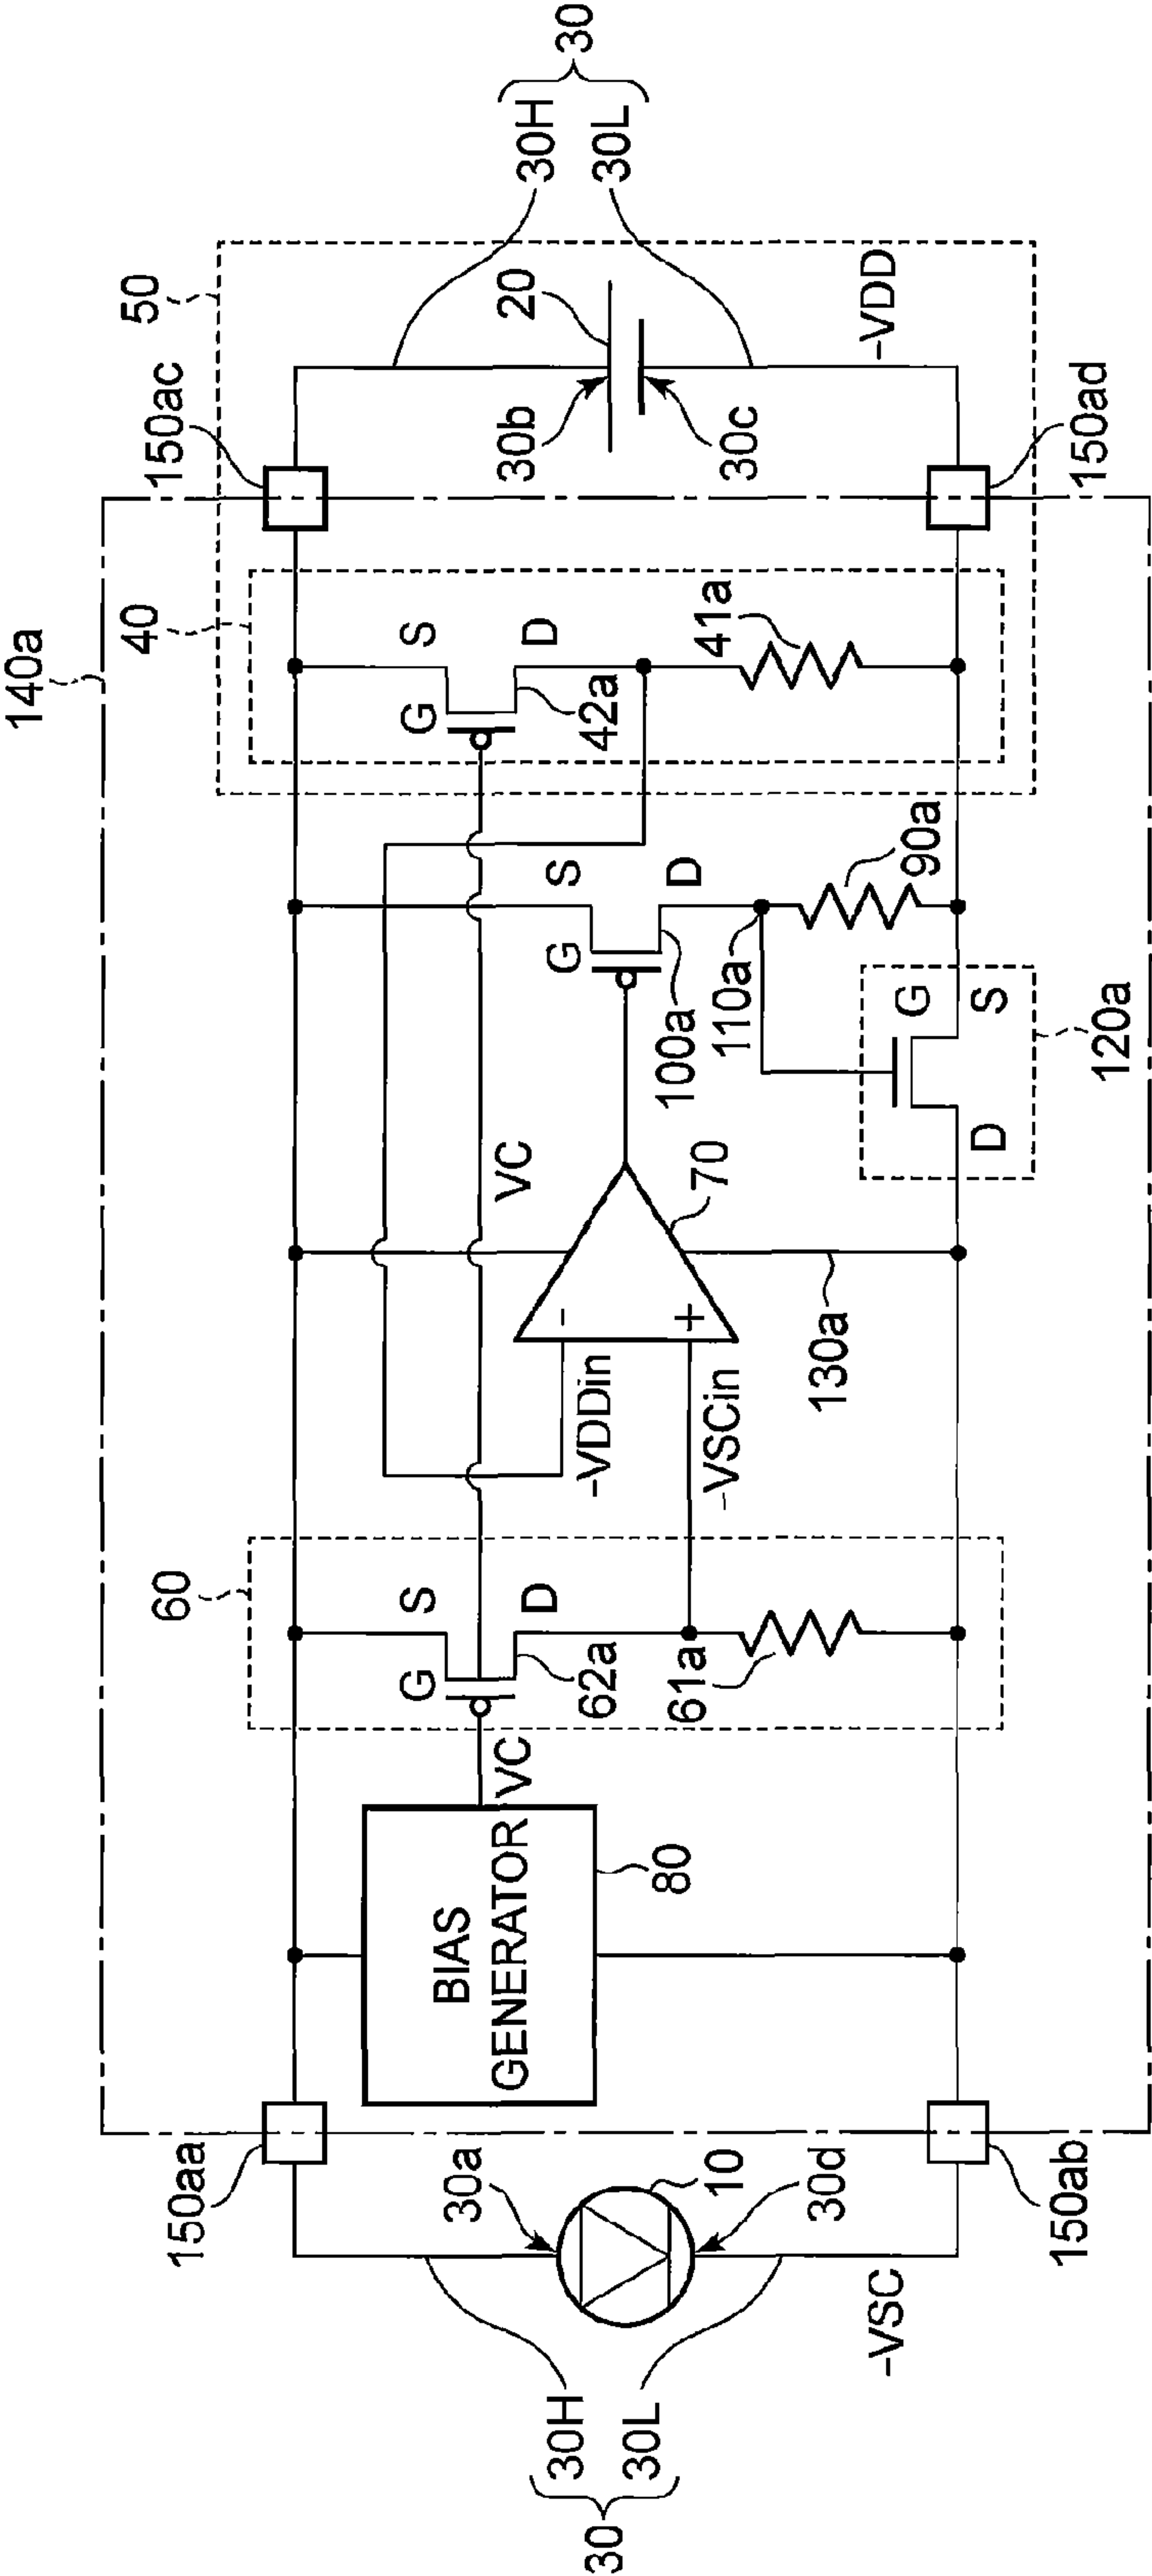 140a
50
150ac
40
60
150aa
30
30H
30L
30
30H
30L
30a
10
30d
-VSC
150ab
BIAS
GENERATOR
VC
80
G
S
D
62a
61a
-VDDin
-VSCin
-
+
70
130a
VC
G
S
D
100a
110a
90a
G
S
D
120a
G
S
D
42a
41a
20
30b
30c
-VDD
150ad